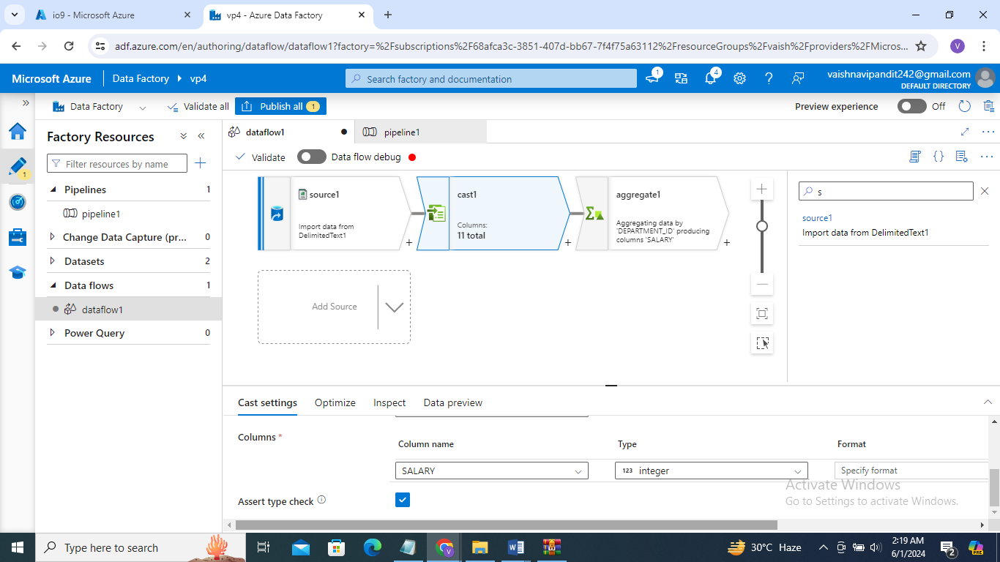 io9 - Microsoft Azure
vp4 - Azure Data Factory
adf.azure.com/en/authoring/dataflow/dataflow1?factory=%2Fsubscriptions%2F68afca3c-3851-407d-bb67-7f4f75a63112%2FresourceGroups%2Fvaish%2Fproviders%2FMicros...
V
Microsoft Azure
Data Factory
vp4
Search factory and documentation
1
4
vaishnavipandit242@gmail.com
DEFAULT DIRECTORY
Data Factory
Validate all
Publish all
1
Preview experience
Off
Factory Resources
Filter resources by name
1
Pipelines
1
pipeline1
Change Data Capture (pr...
0
Datasets
2
Data flows
1
dataflow1
Power Query
0
dataflow1
pipeline1
Validate
Data flow debug
source1
Import data from
DelimitedText1
+
cast1
Columns:
11 total
+
aggregate1
Aggregating data by
'DEPARTMENT_ID' producing
columns 'SALARY'
+
Add Source
s
source1
Import data from DelimitedText1
Cast settings
Optimize
Inspect
Data preview
Columns *
Column name
Type
Format
SALARY
123 integer
Specify format
Assert type check
Activate Windows
Go to Settings to activate Windows.
Type here to search
30°C Haze
2:19 AM
6/1/2024
2
PRE